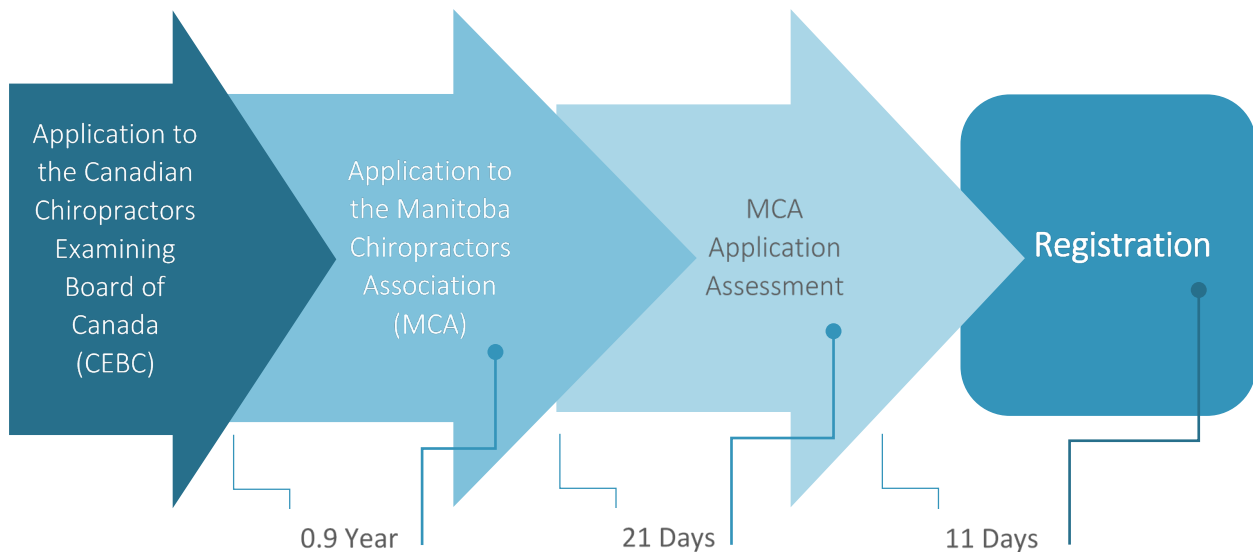 Application to
the Canadian
Chiropractors
Examining
Board of
Canada
(CEBC)
Application to
the Manitoba
Chiropractors
Association
(MCA)
MCA
Application
Assessment
Registration
0.9 Year
21 Days
11 Days